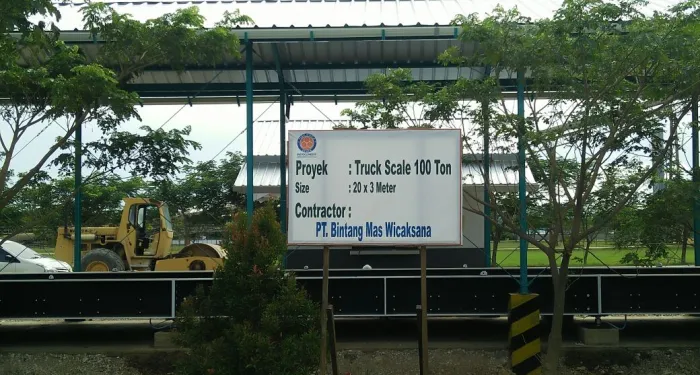 Proyek : Truck Scale 100 Ton
Size : 20 x 3 Meter
Contractor :
PT. Bintang Mas Wicaksana